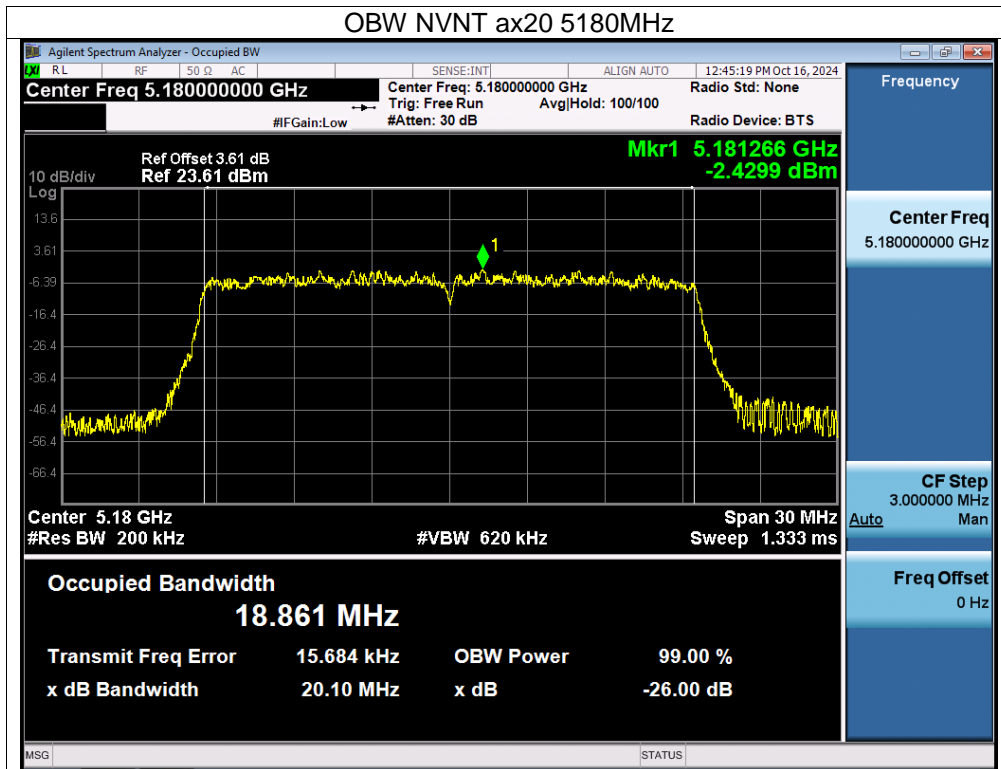 OBW NVNT ax20 5180MHz
Agilent Spectrum Analyzer - Occupied BW
LXI RL RF 50 Ω AC SENSE:INT ALIGN AUTO 12:45:19 PM Oct 16, 2024
Center Freq 5.180000000 GHz
Center Freq: 5.180000000 GHz
Radio Std: None
Trig: Free Run Avg|Hold: 100/100
#IFGain:Low
#Atten: 30 dB
Radio Device: BTS
Frequency
Ref Offset 3.61 dB
10 dB/div Ref 23.61 dBm
Log
Mkr1 5.181266 GHz
-2.4299 dBm
13.6
3.61
-6.39
-16.4
-26.4
-36.4
-46.4
-56.4
-66.4
1
Center 5.18 GHz
Span 30 MHz
#Res BW 200 kHz
#VBW 620 kHz
Sweep 1.333 ms
Center Freq
5.180000000 GHz
CF Step
3.000000 MHz
Auto Man
Freq Offset
0 Hz
Occupied Bandwidth
18.861 MHz
Transmit Freq Error 15.684 kHz OBW Power 99.00 %
x dB Bandwidth 20.10 MHz x dB -26.00 dB
MSG STATUS